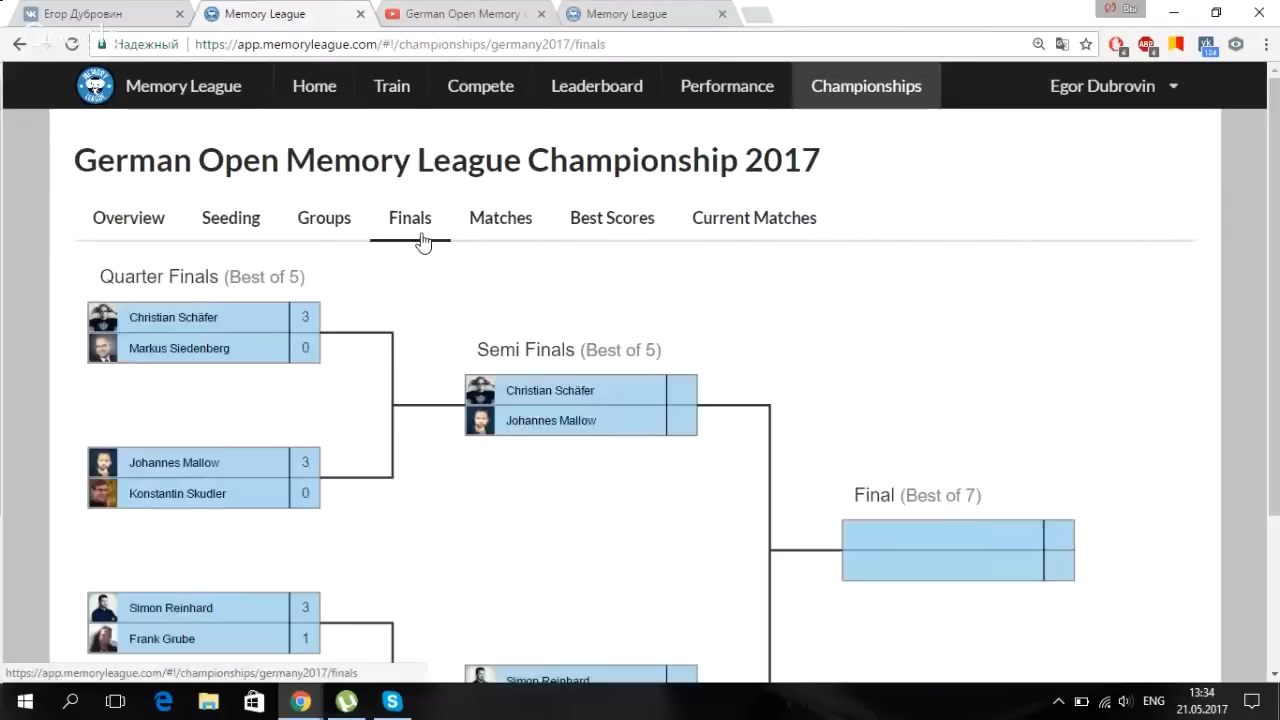 Егор Дубровин
Memory League
German Open Memory L
Memory League
Вы
Надежный
https://app.memoryleague.com/#!/championships/germany2017/finals
Memory League
Home
Train
Compete
Leaderboard
Performance
Championships
Egor Dubrovin
German Open Memory League Championship 2017
Overview
Seeding
Groups
Finals
Matches
Best Scores
Current Matches
Quarter Finals (Best of 5)
Christian Schäfer 3
Markus Siedenberg 0
Semi Finals (Best of 5)
Christian Schäfer
Johannes Mallow
Johannes Mallow 3
Konstantin Skudler 0
Final (Best of 7)
Simon Reinhard 3
Frank Grube 1
Simon Reinhard
https://app.memoryleague.com/#!/championships/germany2017/finals
ENG
13:34
21.05.2017